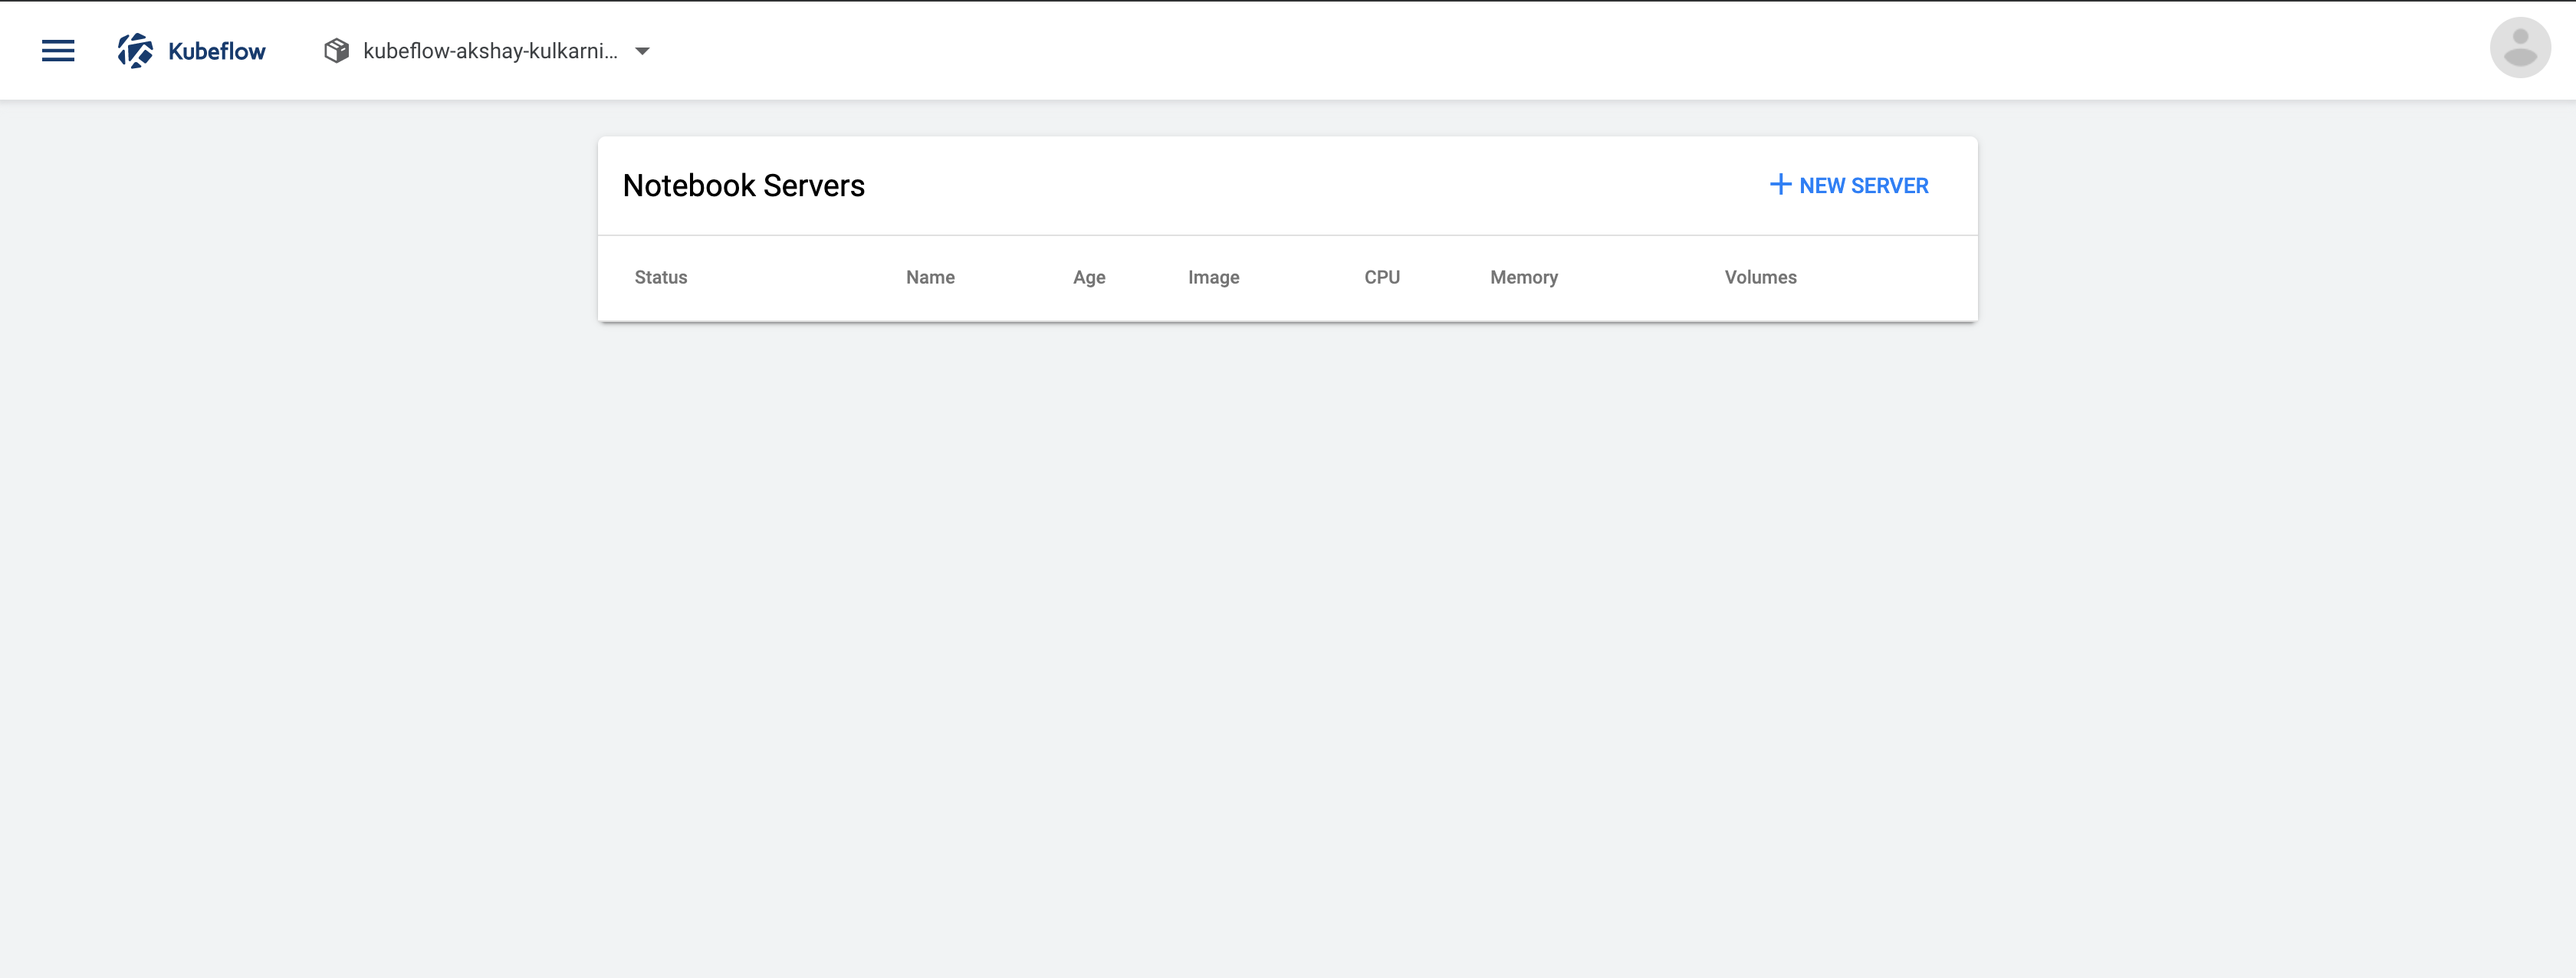 Kubeflow
kubeflow-akshay-kulkarni...
Notebook Servers
NEW SERVER
Status Name Age Image CPU Memory Volumes